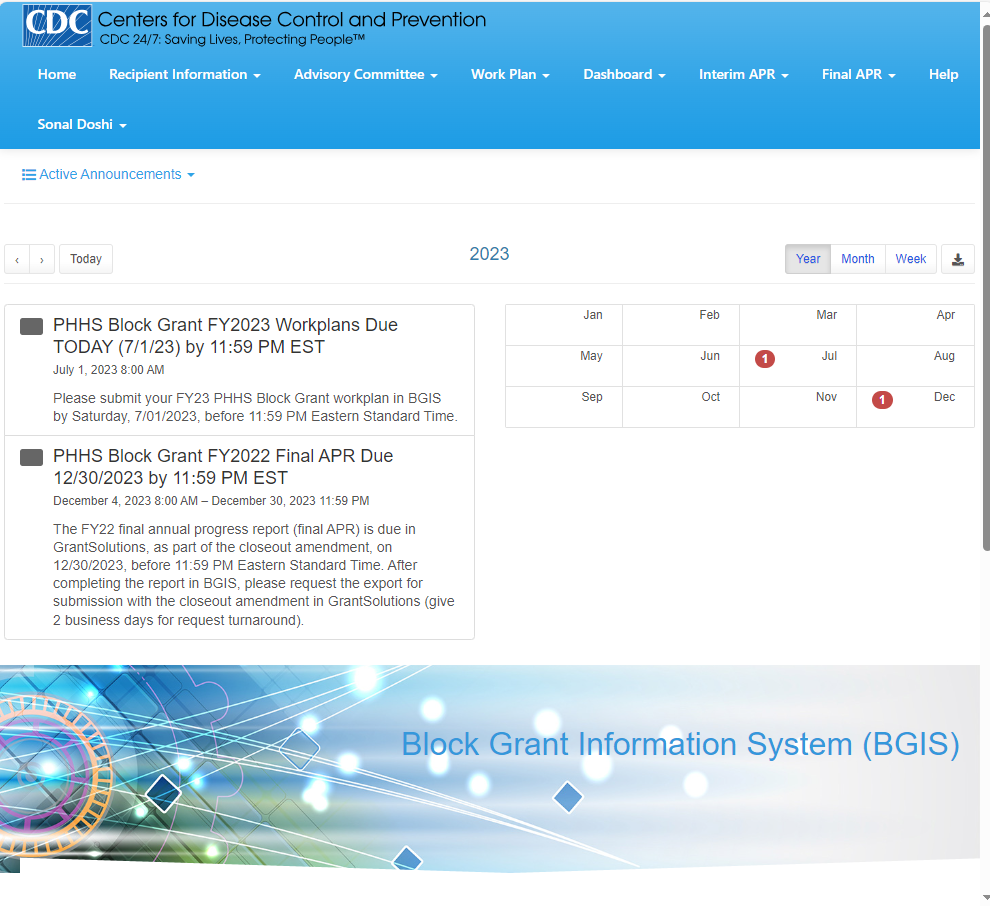 CDC Centers for Disease Control and Prevention
CDC 24/7: Saving Lives, Protecting People™
Home Recipient Information Advisory Committee Work Plan Dashboard Interim APR Final APR Help
Sonal Doshi
Active Announcements
‹ › Today 2023 Year Month Week
PHHS Block Grant FY2023 Workplans Due
TODAY (7/1/23) by 11:59 PM EST
July 1, 2023 8:00 AM
Please submit your FY23 PHHS Block Grant workplan in BGIS
by Saturday, 7/01/2023, before 11:59 PM Eastern Standard Time.
PHHS Block Grant FY2022 Final APR Due
12/30/2023 by 11:59 PM EST
December 4, 2023 8:00 AM – December 30, 2023 11:59 PM
The FY22 final annual progress report (final APR) is due in
GrantSolutions, as part of the closeout amendment, on
12/30/2023, before 11:59 PM Eastern Standard Time. After
completing the report in BGIS, please request the export for
submission with the closeout amendment in GrantSolutions (give
2 business days for request turnaround).
Jan Feb Mar Apr
May Jun 1 Jul Aug
Sep Oct Nov 1 Dec
Block Grant Information System (BGIS)